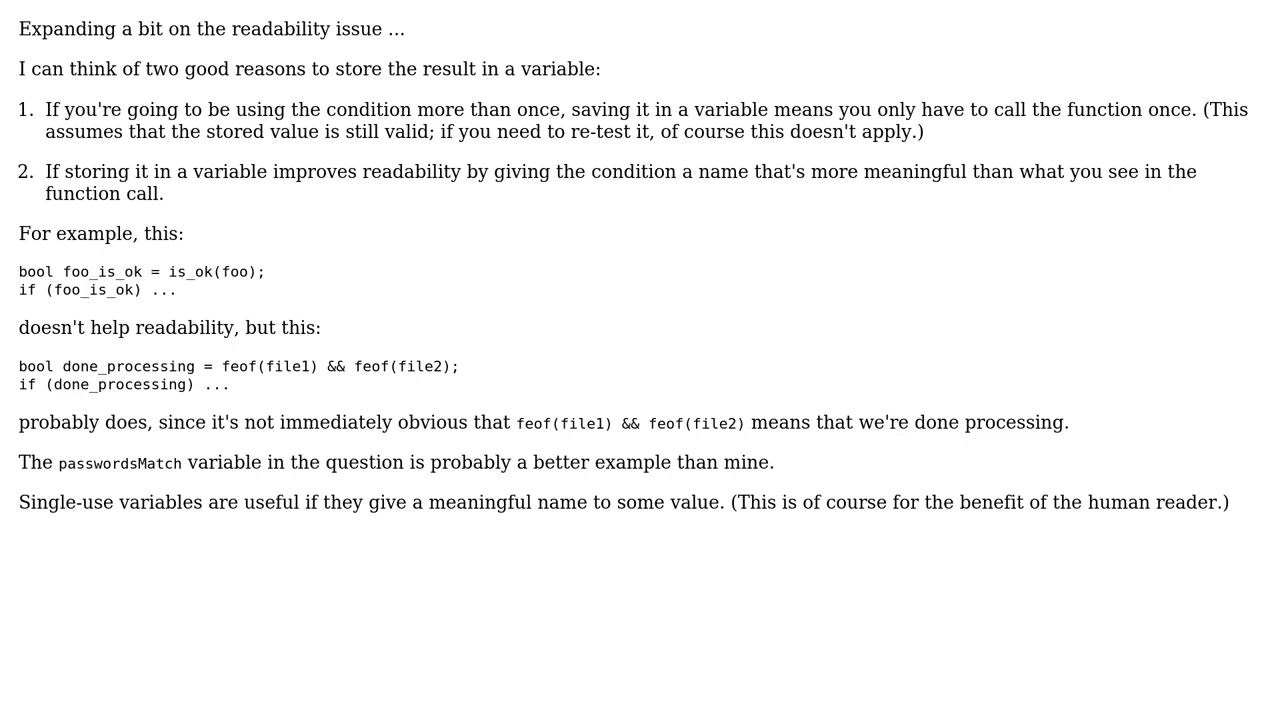 Expanding a bit on the readability issue ...
I can think of two good reasons to store the result in a variable:
1. If you're going to be using the condition more than once, saving it in a variable means you only have to call the function once. (This
assumes that the stored value is still valid; if you need to re-test it, of course this doesn't apply.)
2. If storing it in a variable improves readability by giving the condition a name that's more meaningful than what you see in the
function call.
For example, this:
bool foo_is_ok = is_ok(foo);
if (foo_is_ok) ...
doesn't help readability, but this:
bool done_processing = feof(file1) && feof(file2);
if (done_processing) ...
probably does, since it's not immediately obvious that feof(file1) && feof(file2) means that we're done processing.
The passwordsMatch variable in the question is probably a better example than mine.
Single-use variables are useful if they give a meaningful name to some value. (This is of course for the benefit of the human reader.)